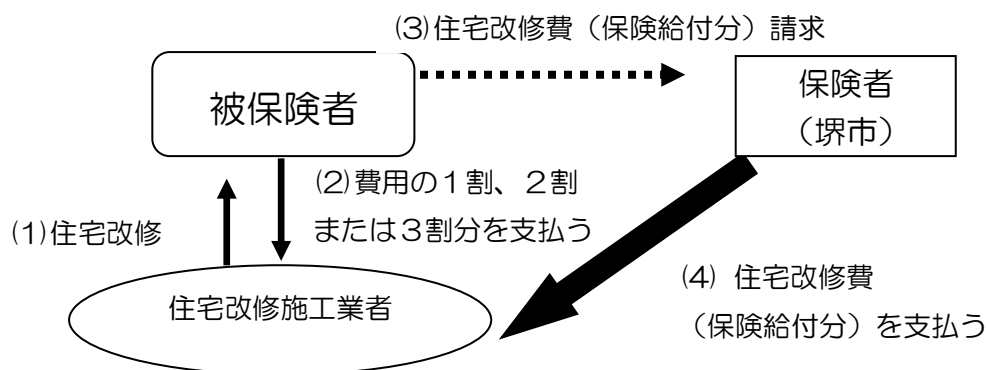 (3)住宅改修費（保険給付分）請求
被保険者
保険者
（堺市）
(2)費用の１割、２割
または３割分を支払う
(1)住宅改修
住宅改修施工業者
(4) 住宅改修費
（保険給付分）を支払う